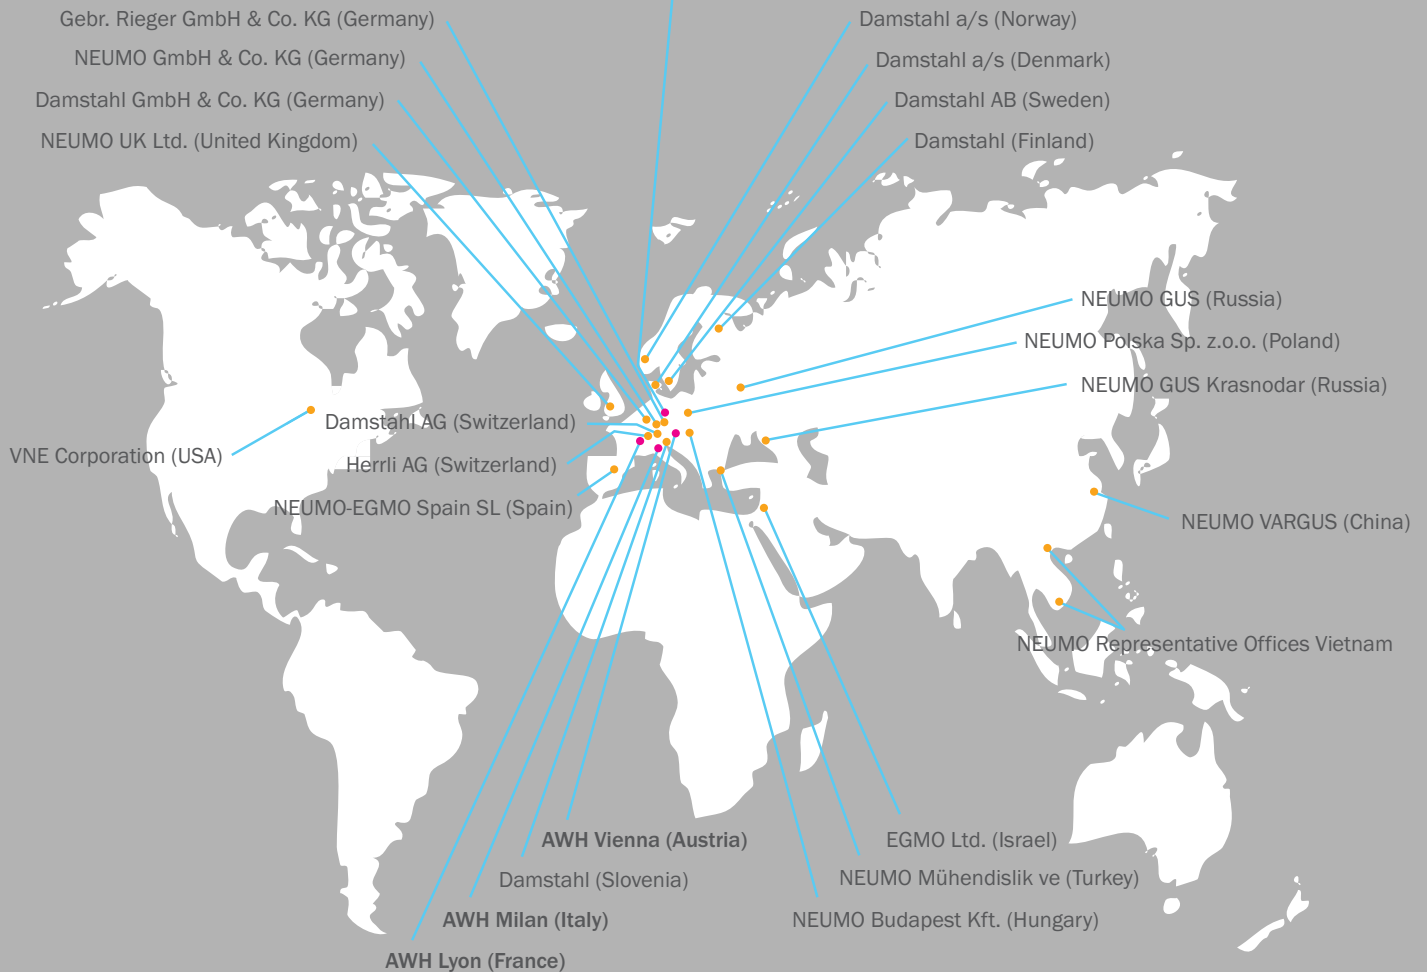 Gebr. Rieger GmbH & Co. KG (Germany)
NEUMO GmbH & Co. KG (Germany)
Damstahl GmbH & Co. KG (Germany)
NEUMO UK Ltd. (United Kingdom)
Damstahl a/s (Norway)
Damstahl a/s (Denmark)
Damstahl AB (Sweden)
Damstahl (Finland)
NEUMO GUS (Russia)
NEUMO Polska Sp. z.o.o. (Poland)
NEUMO GUS Krasnodar (Russia)
Damstahl AG (Switzerland)
VNE Corporation (USA)
Herrli AG (Switzerland)
NEUMO-EGMO Spain SL (Spain)
NEUMO VARGUS (China)
NEUMO Representative Offices Vietnam
AWH Vienna (Austria)
Damstahl (Slovenia)
AWH Milan (Italy)
AWH Lyon (France)
EGMO Ltd. (Israel)
NEUMO Mühendislik ve (Turkey)
NEUMO Budapest Kft. (Hungary)